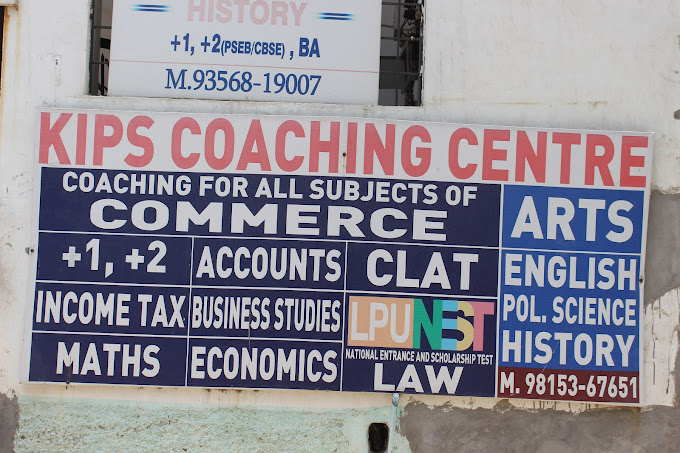 HISTORY
+1, +2(PSEB/CBSE) , BA
M.93568-19007
KIPS COACHING CENTRE
COACHING FOR ALL SUBJECTS OF
COMMERCE
+1, +2
ACCOUNTS
CLAT
INCOME TAX
BUSINESS STUDIES
LPUNEST
NATIONAL ENTRANCE AND SCHOLARSHIP TEST
MATHS
ECONOMICS
LAW
ARTS
ENGLISH
POL. SCIENCE
HISTORY
M. 98153-67651